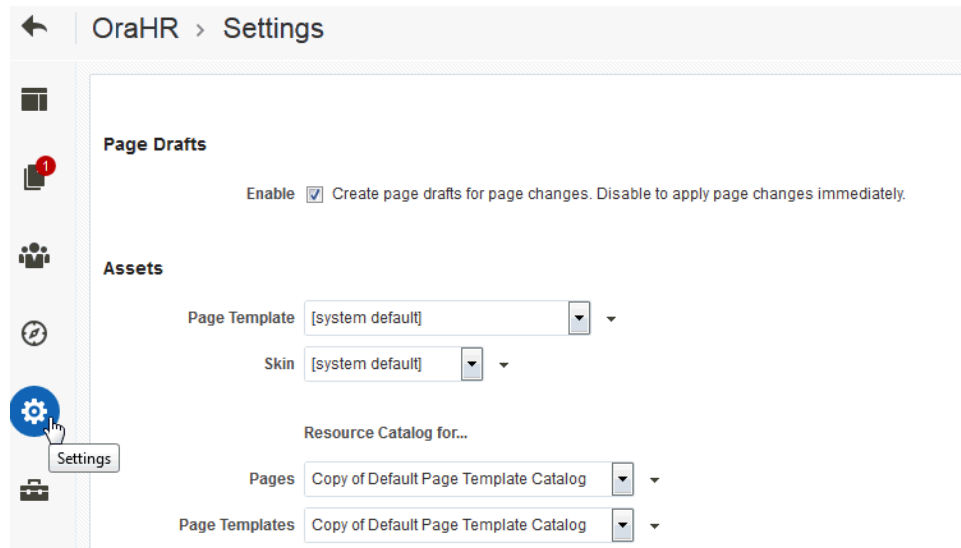 OraHR > Settings
Page Drafts
1
Enable Create page drafts for page changes. Disable to apply page changes immediately.
Assets
Page Template [system default]
Skin [system default]
Resource Catalog for...
Settings
Pages Copy of Default Page Template Catalog
Page Templates Copy of Default Page Template Catalog